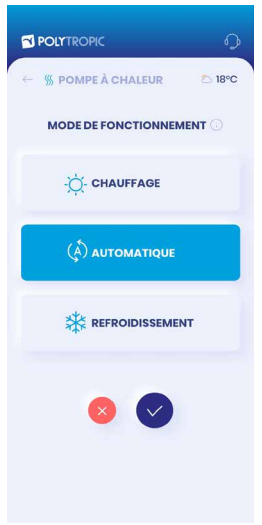 POLYTROPIC
POMPE À CHALEUR 18°C
MODE DE FONCTIONNEMENT
CHAUFFAGE
A AUTOMATIQUE
REFROIDISSEMENT